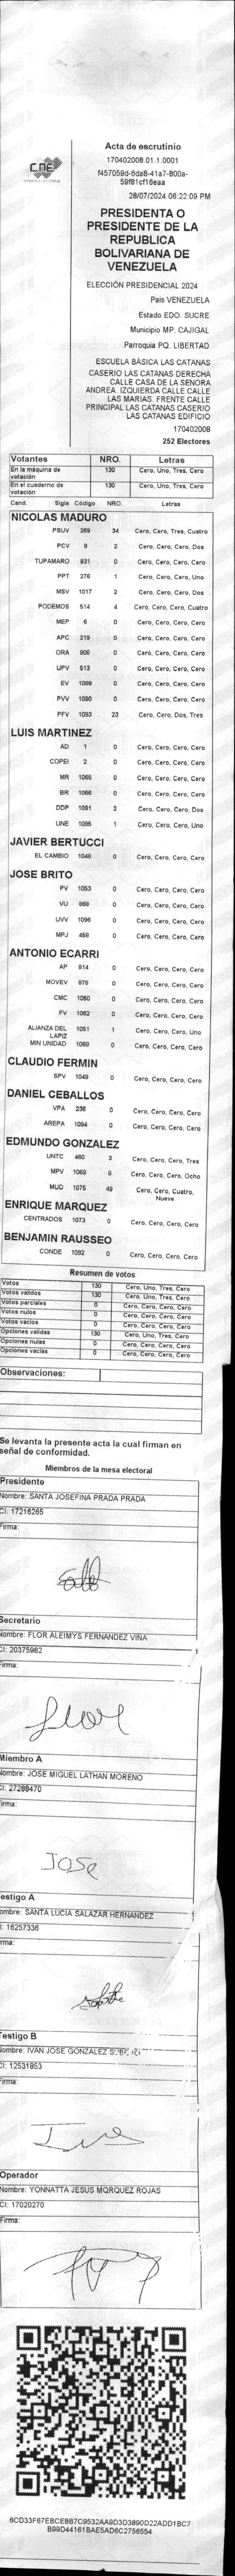 CNE
Acta de escrutinio
170402008.01.1.0001
f457059d-6da8-41a7-800a-
59f81cf16eaa
28/07/2024 06:22:09 PM
PRESIDENTA O
PRESIDENTE DE LA
REPUBLICA
BOLIVARIANA DE
VENEZUELA
ELECCIÓN PRESIDENCIAL 2024
Pais VENEZUELA
Estado EDO. SUCRE
Municipio MP. CAJIGAL
Parroquia PQ. LIBERTAD
ESCUELA BÁSICA LAS CATANAS
CASERIO LAS CATANAS DERECHA
CALLE CASA DE LA SENORA
ANDREA. IZQUIERDA CALLE CALLE
LAS MARIAS. FRENTE CALLE
PRINCIPAL LAS CATANAS CASERIO
LAS CATANAS EDIFICIO
170402008
252 Electores
Votantes NRO. Letras
En la máquina de votación 130 Cero, Uno, Tres, Cero
En el cuaderno de votación 130 Cero, Uno, Tres, Cero
Cand. Sigla Código NRO. Letras
NICOLAS MADURO
PSUV 269 34 Cero, Cero, Tres, Cuatro
PCV 9 2 Cero, Cero, Cero, Dos
TUPAMARO 931 0 Cero, Cero, Cero, Cero
PPT 276 1 Cero, Cero, Cero, Uno
MSV 1017 2 Cero, Cero, Cero, Dos
PODEMOS 514 4 Cero, Cero, Cero, Cuatro
MEP 6 0 Cero, Cero, Cero, Cero
APC 219 0 Cero, Cero, Cero, Cero
ORA 906 0 Cero, Cero, Cero, Cero
UPV 513 0 Cero, Cero, Cero, Cero
EV 1089 0 Cero, Cero, Cero, Cero
PVV 1090 0 Cero, Cero, Cero, Cero
PFV 1093 23 Cero, Cero, Dos, Tres
LUIS MARTINEZ
AD 1 0 Cero, Cero, Cero, Cero
COPEI 2 0 Cero, Cero, Cero, Cero
MR 1065 0 Cero, Cero, Cero, Cero
BR 1066 0 Cero, Cero, Cero, Cero
DDP 1091 2 Cero, Cero, Cero, Dos
UNE 1095 1 Cero, Cero, Cero, Uno
JAVIER BERTUCCI
EL CAMBIO 1048 0 Cero, Cero, Cero, Cero
JOSE BRITO
PV 1053 0 Cero, Cero, Cero, Cero
VU 969 0 Cero, Cero, Cero, Cero
UVV 1096 0 Cero, Cero, Cero, Cero
MPJ 458 0 Cero, Cero, Cero, Cero
ANTONIO ECARRI
AP 814 0 Cero, Cero, Cero, Cero
MOVEV 878 0 Cero, Cero, Cero, Cero
CMC 1050 0 Cero, Cero, Cero, Cero
FV 1062 0 Cero, Cero, Cero, Cero
ALIANZA DEL LAPIZ 1051 1 Cero, Cero, Cero, Uno
MIN UNIDAD 1058 0 Cero, Cero, Cero, Cero
CLAUDIO FERMIN
SPV 1049 0 Cero, Cero, Cero, Cero
DANIEL CEBALLOS
VPA 236 0 Cero, Cero, Cero, Cero
AREPA 1094 0 Cero, Cero, Cero, Cero
EDMUNDO GONZALEZ
UNTC 460 3 Cero, Cero, Cero, Tres
MPV 1069 8 Cero, Cero, Cero, Ocho
MUD 1075 49 Cero, Cero, Cuatro,
Nueve
ENRIQUE MARQUEZ
CENTRADOS 1073 0 Cero, Cero, Cero, Cero
BENJAMIN RAUSSEO
CONDE 1092 0 Cero, Cero, Cero, Cero
Resumen de votos
Votos 130 Cero, Uno, Tres, Cero
Votos validos 130 Cero, Uno, Tres, Cero
Votos parciales 0 Cero, Cero, Cero, Cero
Votos nulos 0 Cero, Cero, Cero, Cero
Votos vacios 0 Cero, Cero, Cero, Cero
Opciones validas 130 Cero, Uno, Tres, Cero
Opciones nulas 0 Cero, Cero, Cero, Cero
Opciones vacias 0 Cero, Cero, Cero, Cero
Observaciones:
Se levanta la presente acta la cual firman en
señal de conformidad.
Miembros de la mesa electoral
Presidente
Nombre: SANTA JOSEFINA PRADA PRADA
CI: 17216265
Firma:
Secretario
Nombre: FLOR ALEIMYS FERNANDEZ VIÑA
CI: 20375962
Firma:
Flor
Miembro A
Nombre: JOSE MIGUEL LATHAN MORENO
CI: 27288470
Firma:
JOSE
Testigo A
ombre: SANTA LUCIA SALAZAR HERNANDEZ
I: 16257336
rma:
Testigo B
Nombre: IVAN JOSE GONZALEZ
CI: 12531853
Firma:
Operador
Nombre: YONNATTA JESUS MQRQUEZ ROJAS
CI: 17020270
Firma:
6CD33F67EBCE8B7C9532AA9D3D3890D22ADD1BC7
B99D44161BAE5AD6C2756554